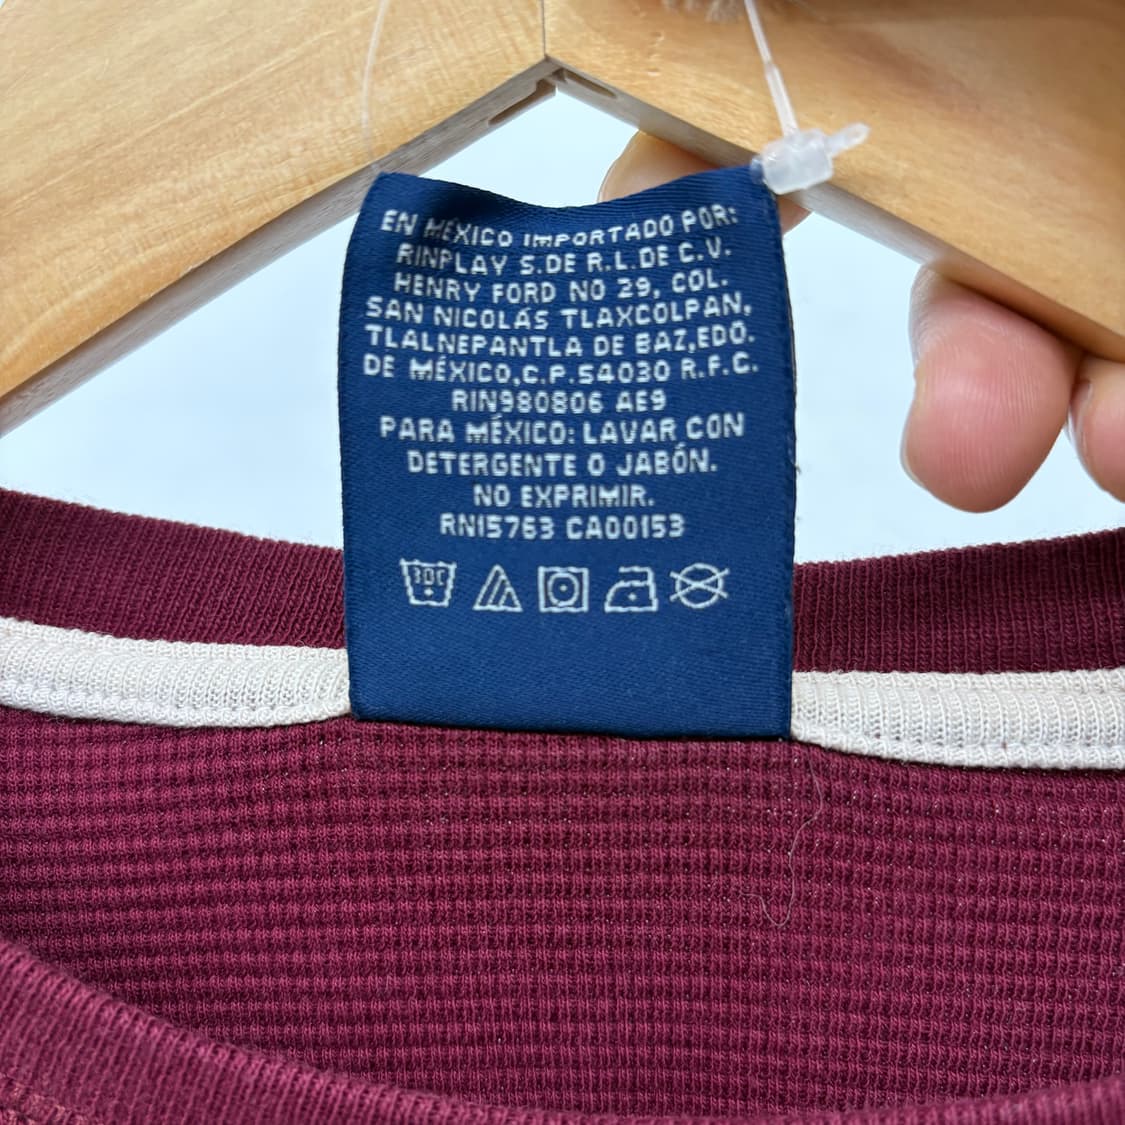 EN MÉXICO IMPORTADO POR:
RINPLAY S.DE R.L.DE C.V.
HENRY FORD NO 29, COL.
SAN NICOLÁS TLAXCOLPAN,
TLALNEPANTLA DE BAZ,EDO.
DE MÉXICO,C.P.54030 R.F.C.
RIN980806 AE9
PARA MÉXICO: LAVAR CON
DETERGENTE O JABÓN.
NO EXPRIMIR.
RN15763 CA00153
30C